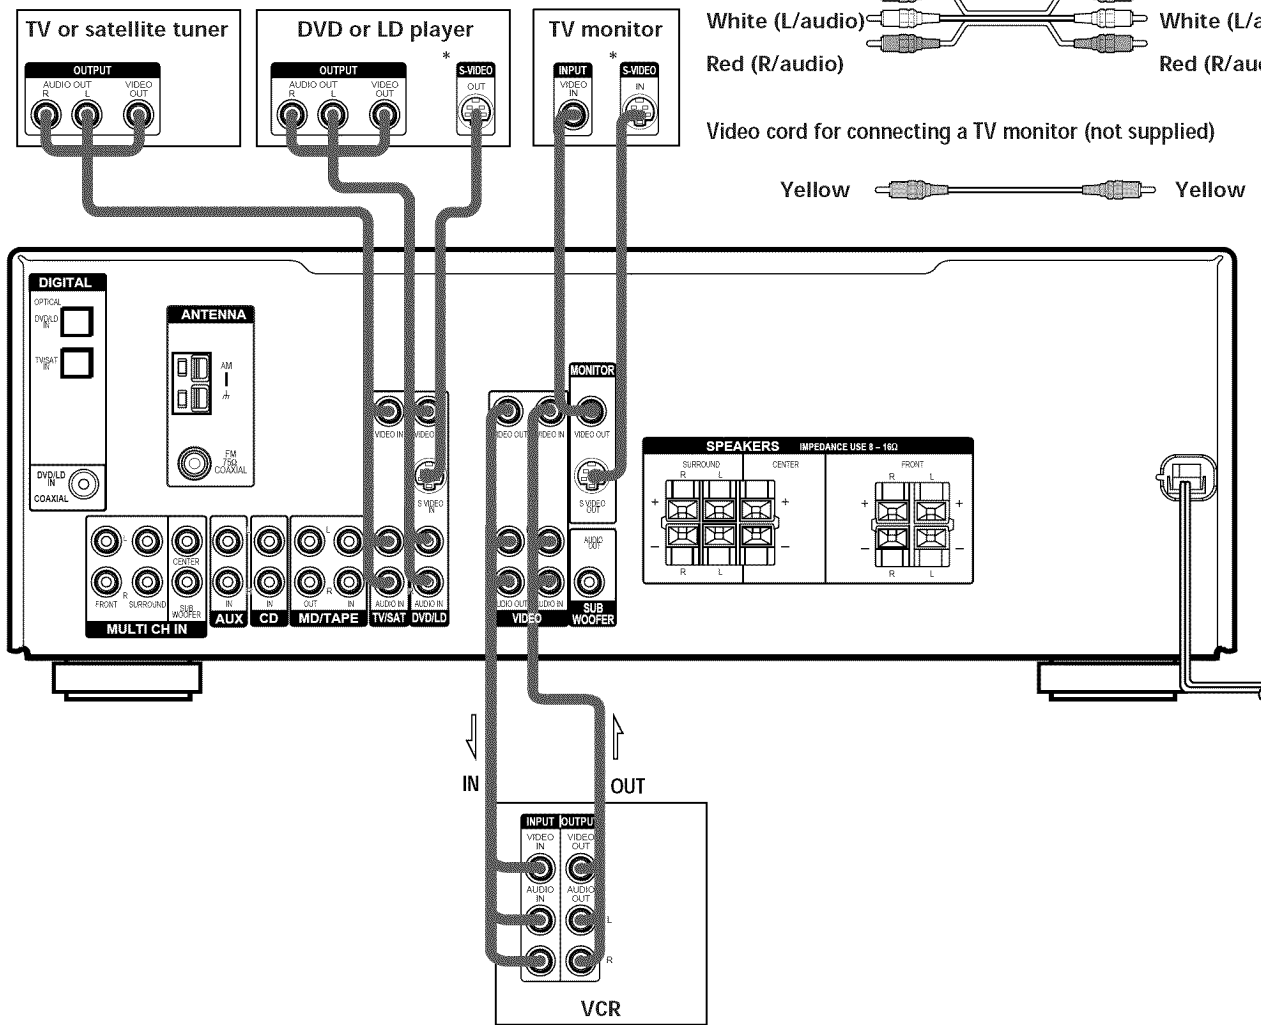 TV or satellite tuner
OUTPUT
AUDIO OUT
R L
VIDEO
OUT
DVD or LD player
*
OUTPUT
AUDIO OUT
R L
VIDEO
OUT
S-VIDEO
OUT
TV monitor
*
INPUT
VIDEO
IN
S-VIDEO
IN
White (L/audio)
White (L/a
Red (R/audio)
Red (R/au
Video cord for connecting a TV monitor (not supplied)
Yellow
Yellow
DIGITAL
OPTICAL
DVD/LD
IN
TV/SAT
IN
DVD/LD
IN
COAXIAL
ANTENNA
AM
FM
75Ω
COAXIAL
L
R
CENTER
FRONT
SURROUND
SUB
WOOFER
MULTI CH IN
IN
AUX
IN
CD
L
R
OUT
IN
MD/TAPE
VIDEO IN
AUDIO IN
TV/SAT
VIDEO
S VIDEO
IN
AUDIO IN
DVD/LD
VIDEO OUT
VIDEO IN
AUDIO OUT
AUDIO IN
VIDEO
MONITOR
VIDEO OUT
S VIDEO
OUT
AUDIO
OUT
SUB
WOOFER
SPEAKERS IMPEDANCE USE 8 – 16Ω
SURROUND
R L
CENTER
FRONT
R L
+ +
– –
R L
+ +
– –
R L
IN
OUT
INPUT OUTPUT
VIDEO
IN
VIDEO
OUT
AUDIO
IN
AUDIO
OUT
L
R
VCR